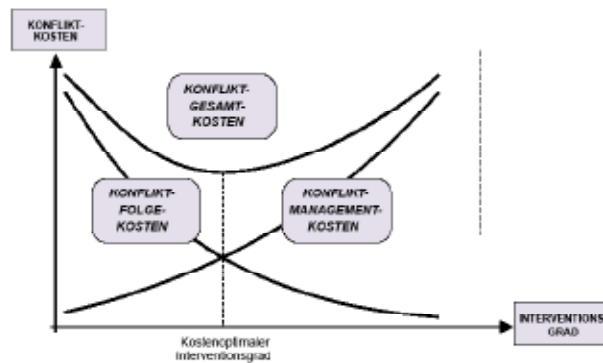 KONFLIKT-
KOSTEN
KONFLIKT-
GESAMT-
KOSTEN
KONFLIKT-
FOLGE-
KOSTEN
KONFLIKT-
MANAGEMENT-
KOSTEN
INTERVENTIONS
GRAD
Kostenoptimaler
Interventionsgrad